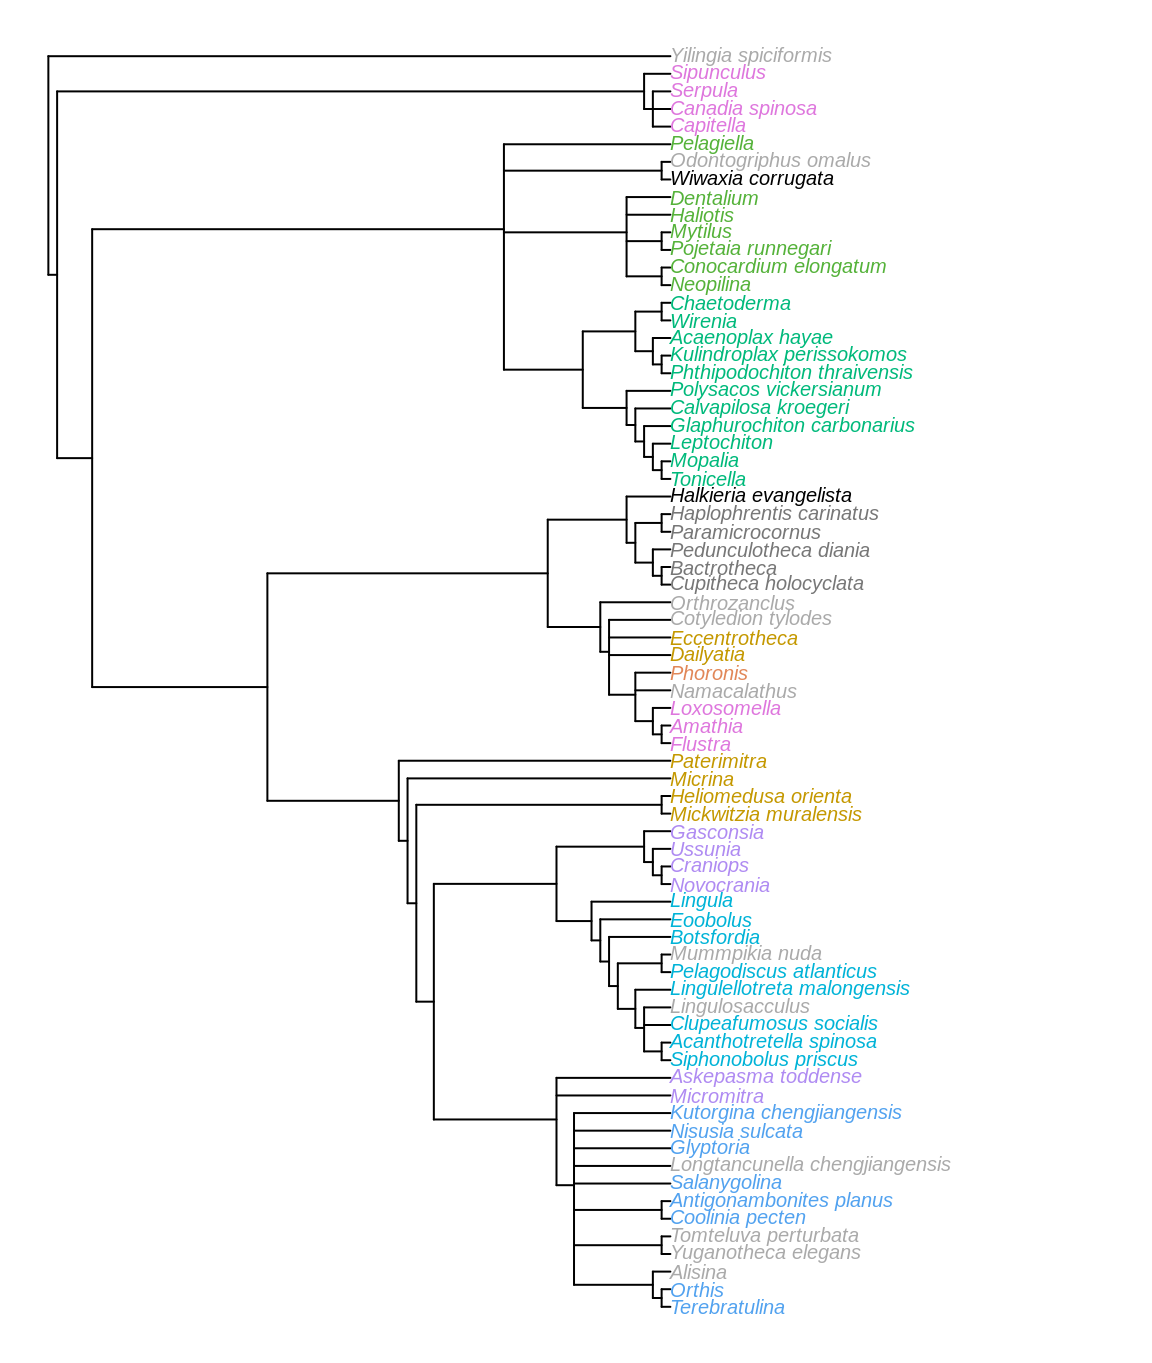 Yilingia spiciformis
Sipunculus
Serpula
Canadia spinosa
Capitella
Pelagiella
Odontogriphus omalus
Wiwaxia corrugata
Dentalium
Haliotis
Mytilus
Pojetaia runnegari
Conocardium elongatum
Neopilina
Chaetoderma
Wirenia
Acaenoplax hayae
Kulindroplax perissokomos
Phthipodochiton thraivensis
Polysacos vickersianum
Calvapilosa kroegeri
Glaphurochiton carbonarius
Leptochiton
Mopalia
Tonicella
Halkieria evangelista
Haplophrentis carinatus
Paramicrocornus
Pedunculotheca diania
Bactrotheca
Cupitheca holocyclata
Orthrozanclus
Cotyledion tylodes
Eccentrotheca
Dailyatia
Phoronis
Namacalathus
Loxosomella
Amathia
Flustra
Paterimitra
Micrina
Heliomedusa orienta
Mickwitzia muralensis
Gasconsia
Ussunia
Craniops
Novocrania
Lingula
Eoobolus
Botsfordia
Mummpikia nuda
Pelagodiscus atlanticus
Lingulellotreta malongensis
Lingulosacculus
Clupeafumosus socialis
Acanthotretella spinosa
Siphonobolus priscus
Askepasma toddense
Micromitra
Kutorgina chengjiangensis
Nisusia sulcata
Glyptoria
Longtancunella chengjiangensis
Salanygolina
Antigonambonites planus
Coolinia pecten
Tomteluva perturbata
Yuganotheca elegans
Alisina
Orthis
Terebratulina